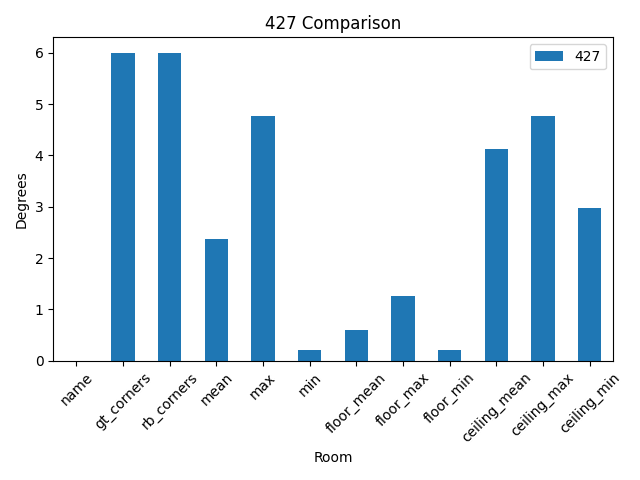 427 Comparison
427
Degrees
6
5
4
3
2
1
0
name
gt_corners
rb_corners
mean
max
min
floor_mean
floor_max
floor_min
ceiling_mean
ceiling_max
ceiling_min
Room